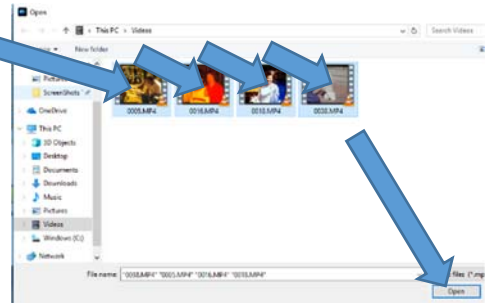 Open
This PC › Videos
Search Videos
New folder
Pictures
ScreenShots
OneDrive
This PC
3D Objects
Desktop
Documents
Downloads
Music
Pictures
Videos
Windows (C:)
Network
0005.MP4 0016.MP4 0018.MP4 0038.MP4
File name: "0038.MP4" "0005.MP4" "0016.MP4" "0018.MP4"
Open